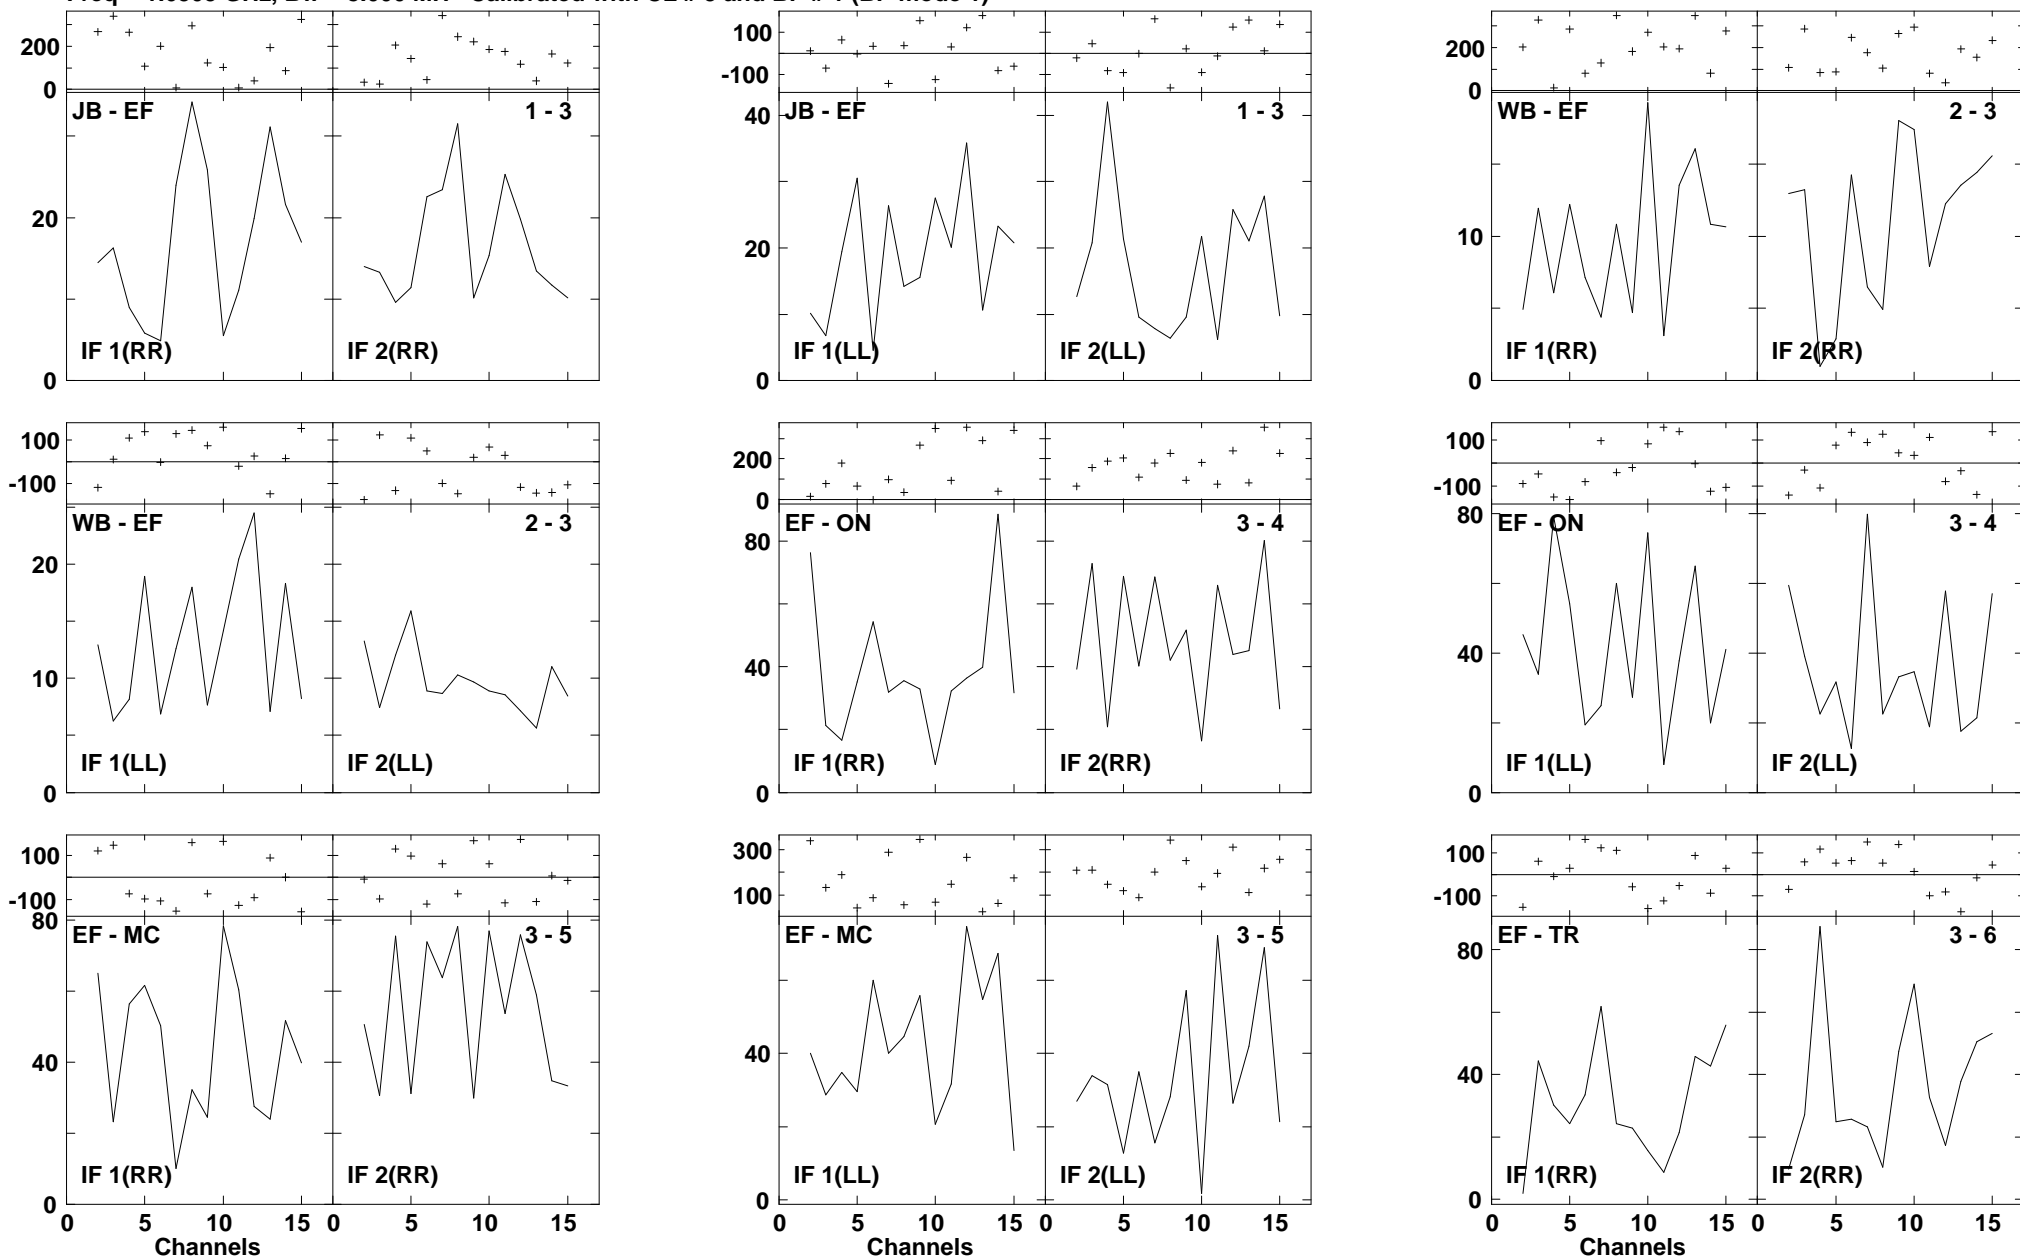 200
0
JB - EF
1 - 3
20
0
IF 1(RR)
IF 2(RR)
100
-100
JB - EF
1 - 3
40
20
0
IF 1(LL)
IF 2(LL)
200
0
WB - EF
2 - 3
10
0
IF 1(RR)
IF 2(RR)
100
-100
WB - EF
2 - 3
20
10
0
IF 1(LL)
IF 2(LL)
200
0
EF - ON
3 - 4
80
40
0
IF 1(RR)
IF 2(RR)
100
-100
EF - ON
3 - 4
80
40
0
IF 1(LL)
IF 2(LL)
100
-100
EF - MC
3 - 5
80
40
0
IF 1(RR)
IF 2(RR)
0 5 10 15 0 5 10 15
Channels
300
100
EF - MC
3 - 5
40
0
IF 1(LL)
IF 2(LL)
0 5 10 15 0 5 10 15
Channels
100
-100
EF - TR
3 - 6
80
40
0
IF 1(RR)
IF 2(RR)
0 5 10 15 0 5 10 15
Channels